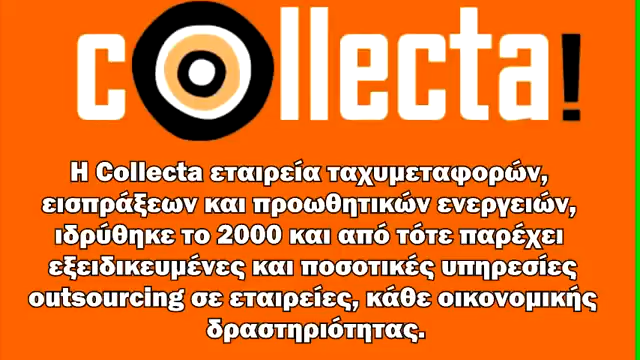 collecta!
Η Collecta εταιρεία ταχυμεταφορών,
εισπράξεων και προωθητικών ενεργειών,
ιδρύθηκε το 2000 και από τότε παρέχει
εξειδικευμένες και ποσοτικές υπηρεσίες
outsourcing σε εταιρείες, κάθε οικονομικής
δραστηριότητας.